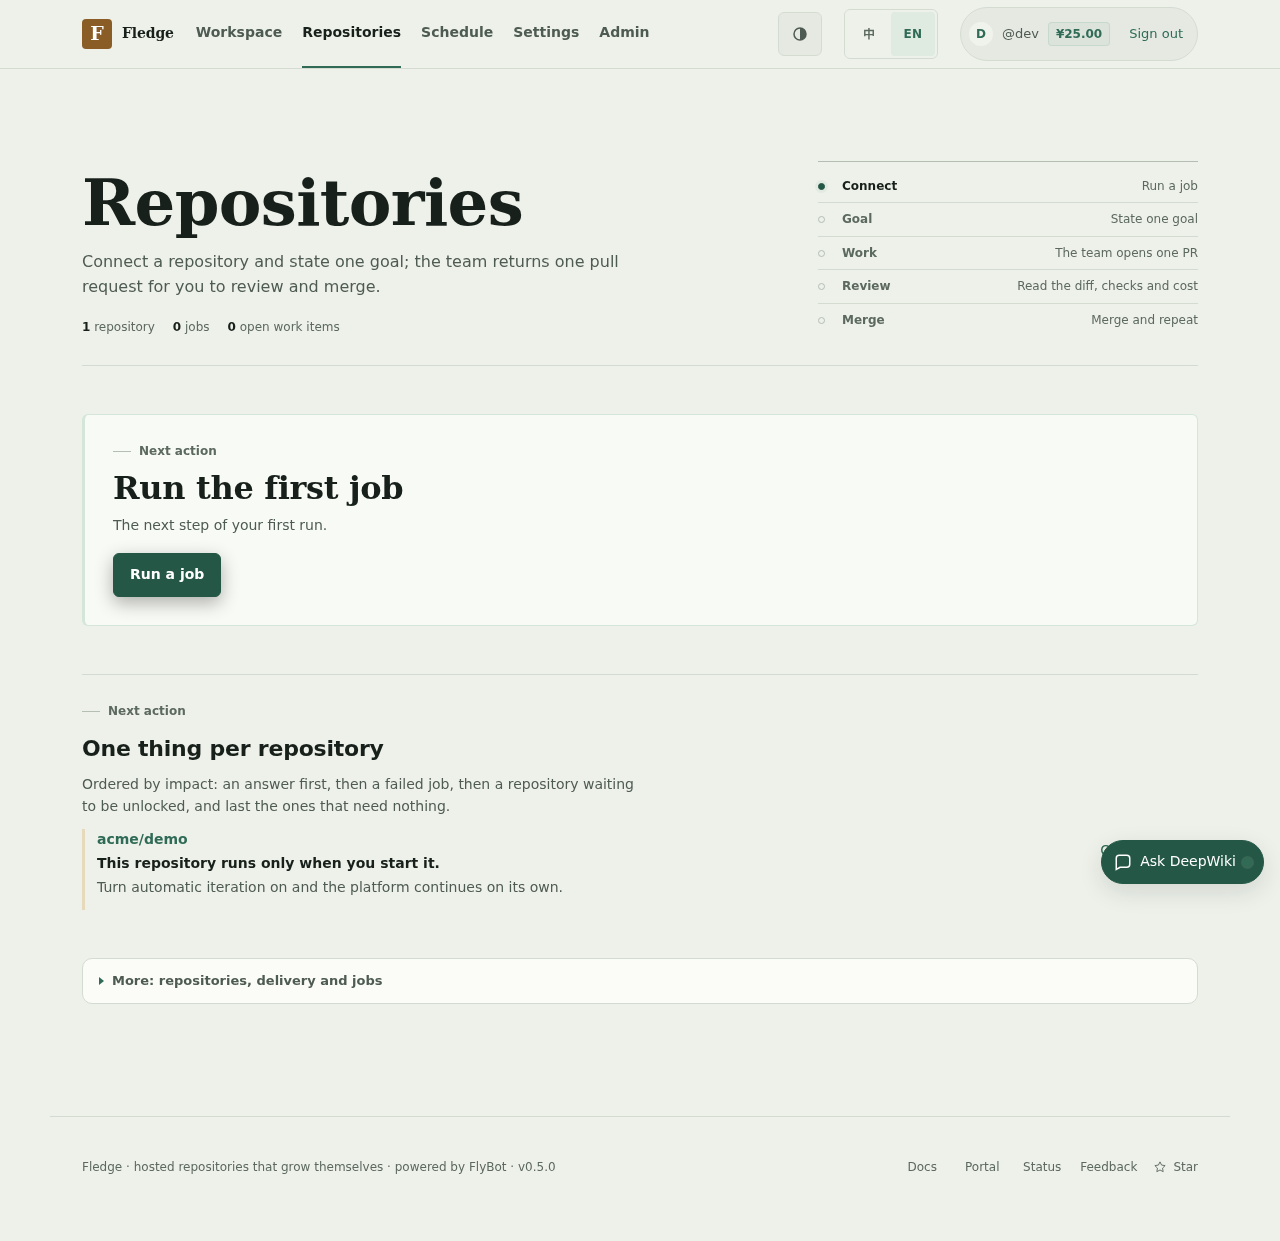 F Fledge Workspace Repositories Schedule Settings Admin 中 EN D @dev ¥25.00 Sign out
Repositories
Connect a repository and state one goal; the team returns one pull
request for you to review and merge.
1 repository 0 jobs 0 open work items
Connect Run a job
Goal State one goal
Work The team opens one PR
Review Read the diff, checks and cost
Merge Merge and repeat
Next action
Run the first job
The next step of your first run.
Run a job
Next action
One thing per repository
Ordered by impact: an answer first, then a failed job, then a repository waiting
to be unlocked, and last the ones that need nothing.
acme/demo
This repository runs only when you start it.
Turn automatic iteration on and the platform continues on its own.
Ask DeepWiki
More: repositories, delivery and jobs
Fledge · hosted repositories that grow themselves · powered by FlyBot · v0.5.0
Docs Portal Status Feedback Star